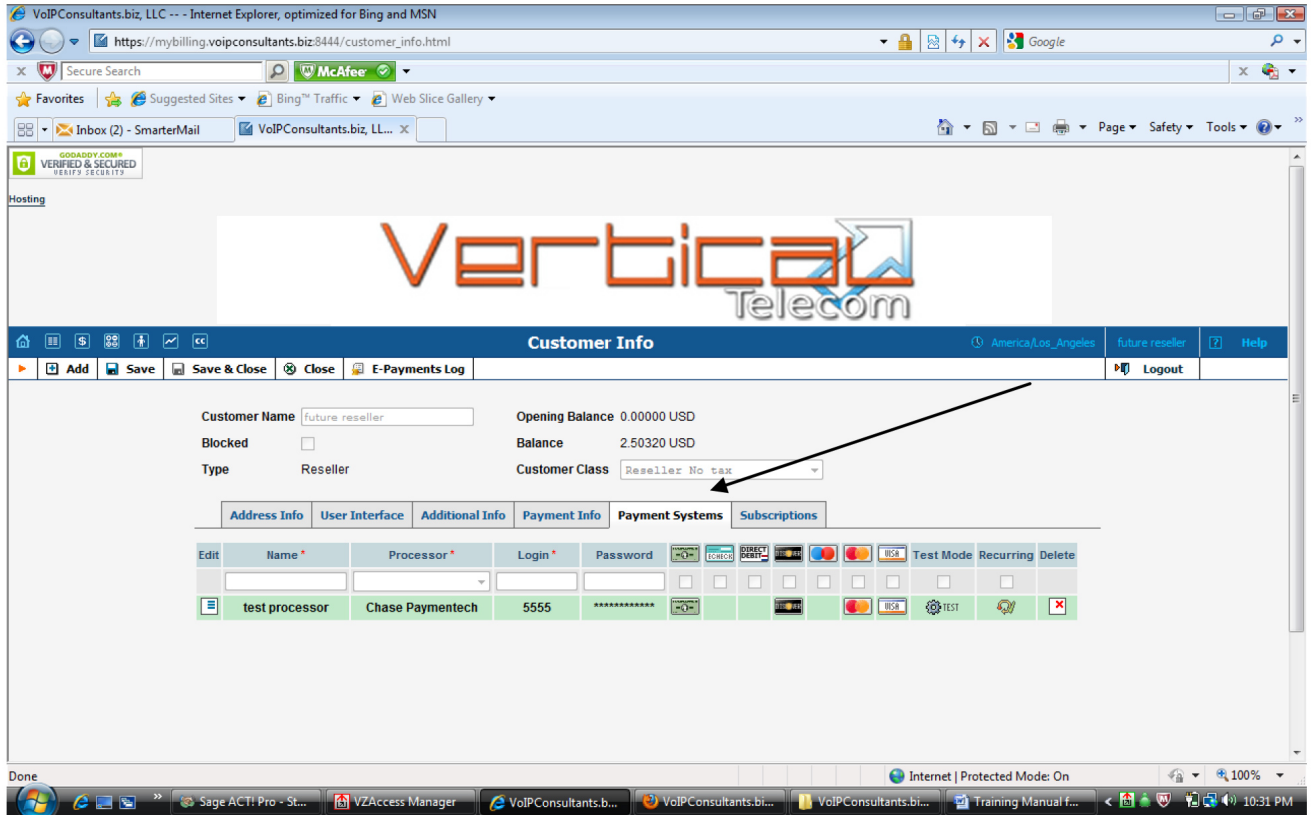 VoIPConsultants.biz, LLC -- - Internet Explorer, optimized for Bing and MSN
https://mybilling.voipconsultants.biz:8444/customer_info.html
Google
x Secure Search McAfee x
Favorites Suggested Sites Bing™ Traffic Web Slice Gallery
Inbox (2) - SmarterMail VoIPConsultants.biz, LL... x Page Safety Tools »
GODADDY.COM®
VERIFIED & SECURED
VERIFY SECURITY
Hosting
Vertical
Telecom
$ cc Customer Info America/Los_Angeles future reseller ? Help
Add Save Save & Close Close E-Payments Log Logout
Customer Name future reseller Opening Balance 0.00000 USD
Blocked Balance 2.50320 USD
Type Reseller Customer Class Reseller No tax
Address Info User Interface Additional Info Payment Info Payment Systems Subscriptions
Edit Name * Processor * Login * Password ECHECK DIRECT DEBIT DISCOVER VISA Test Mode Recurring Delete
test processor Chase Paymentech 5555 ************ DISCOVER VISA TEST
Done Internet | Protected Mode: On 100%
» Sage ACT! Pro - St... VZAccess Manager VoIPConsultants.b... VoIPConsultants.bi... VoIPConsultants.bi... Training Manual f... < 10:31 PM